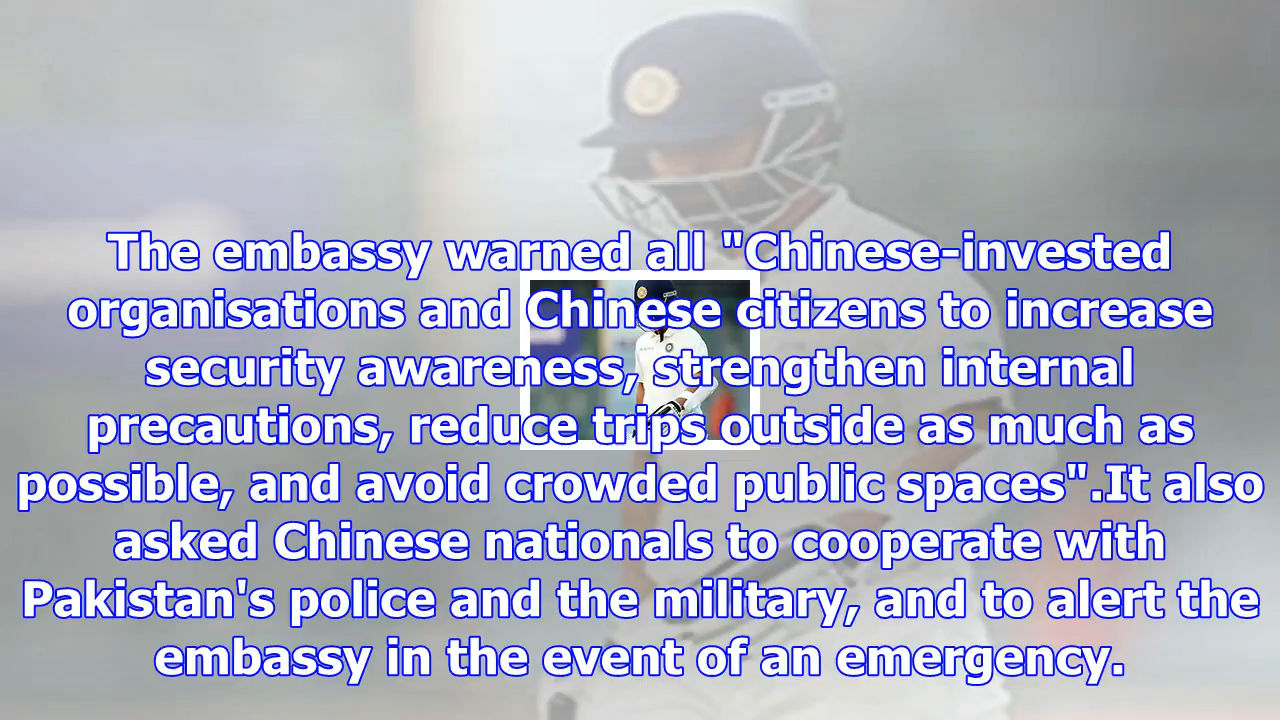 The embassy warned all "Chinese-invested
organisations and Chinese citizens to increase
security awareness, strengthen internal
precautions, reduce trips outside as much as
possible, and avoid crowded public spaces".It also
asked Chinese nationals to cooperate with
Pakistan's police and the military, and to alert the
embassy in the event of an emergency.